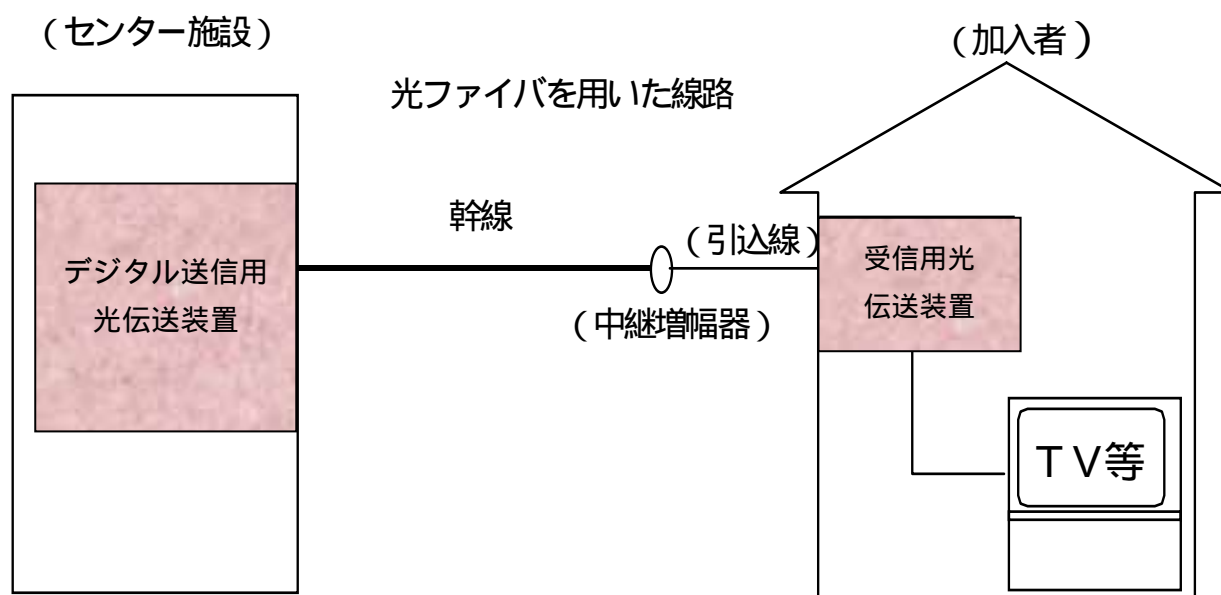 (センター施設)
(加入者)
光ファイバを用いた線路
幹線
(引込線)
デジタル送信用
光伝送装置
(中継増幅器)
受信用光
伝送装置
TV等